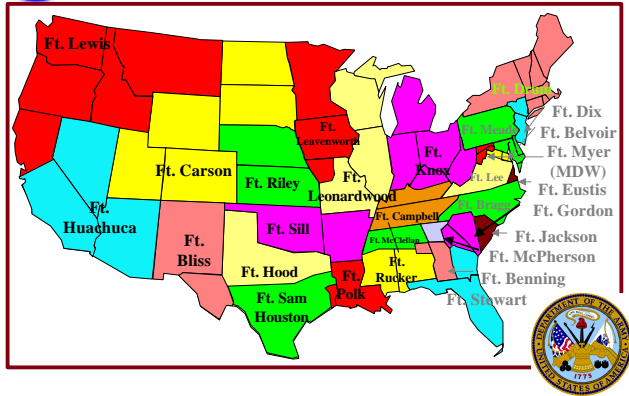 Ft. Lewis
Ft. Drum
Ft. Dix
Ft. Meade
Ft. Belvoir
Ft.
Leavenworth
Ft. Myer
(MDW)
Ft. Carson
Ft.
Knox
Ft. Lee
Ft. Riley
Ft.
Leonardwood
Ft. Eustis
Ft. Bragg
Ft. Gordon
Ft.
Huachuca
Ft. Campbell
Ft. Sill
Ft. Jackson
Ft. McClellan
Ft.
Bliss
Ft. McPherson
Ft. Hood
Ft.
Rucker
Ft. Benning
Ft.
Polk
Ft. Sam
Houston
Ft. Stewart
DEPARTMENT OF THE ARMY
UNITED STATES OF AMERICA
1775